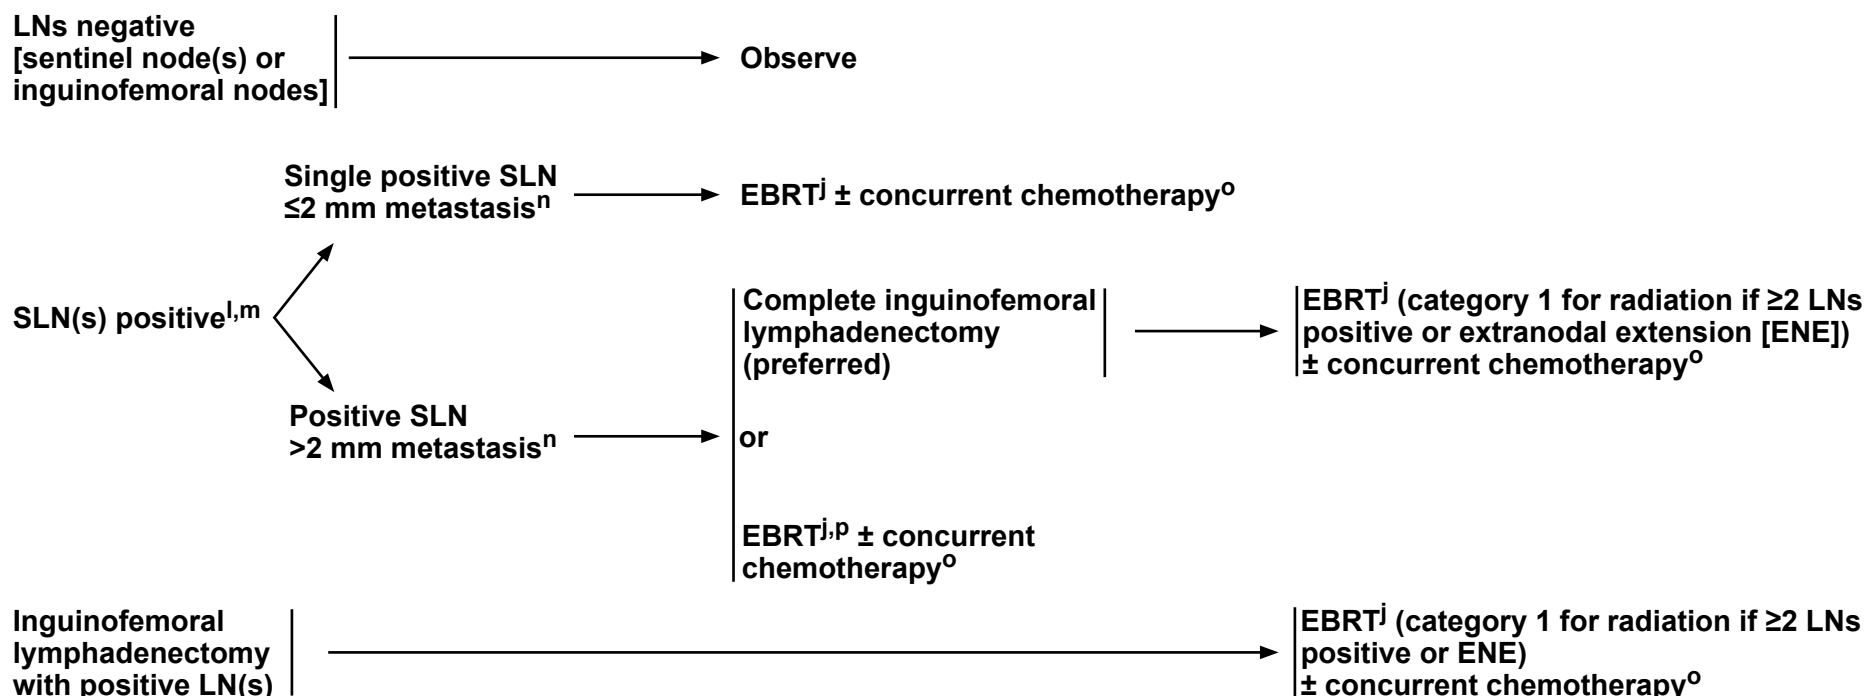 LNs negative
[sentinel node(s) or
inguinofemoral nodes]
Observe
Single positive SLN
≤2 mm metastasisⁿ
EBRTʲ ± concurrent chemotherapyᵒ
SLN(s) positiveˡ,ᵐ
Positive SLN
>2 mm metastasisⁿ
Complete inguinofemoral
lymphadenectomy
(preferred)
or
EBRTʲ,ᵖ ± concurrent
chemotherapyᵒ
EBRTʲ (category 1 for radiation if ≥2 LNs
positive or extranodal extension [ENE])
± concurrent chemotherapyᵒ
Inguinofemoral
lymphadenectomy
with positive LN(s)
EBRTʲ (category 1 for radiation if ≥2 LNs
positive or ENE)
± concurrent chemotherapyᵒ